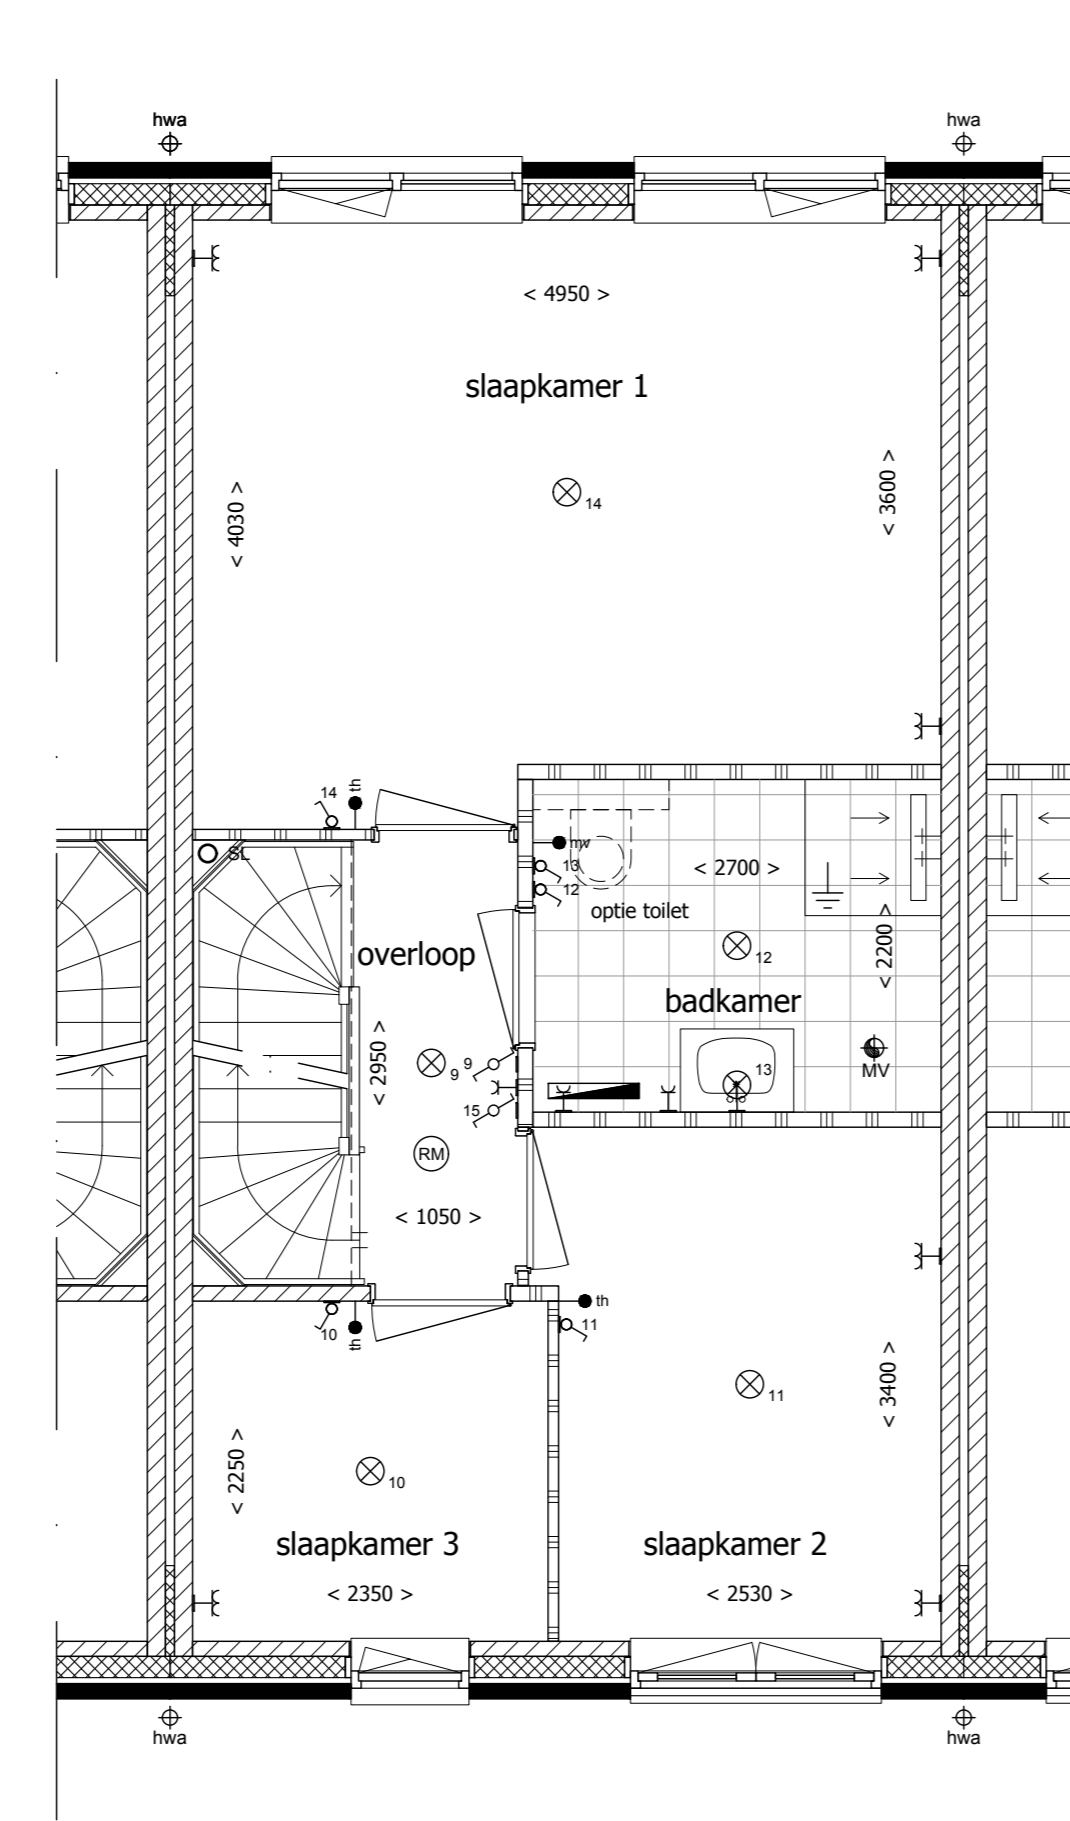 hwa hwa
< 4950 >
slaapkamer 1
< 4030 >
< 3600 >
14
14
th
SL
mv
13
12
< 2700 >
optie toilet
overloop
< 2200 >
12
badkamer
< 2950 >
9
9
13
MV
15
RM
< 1050 >
th
11
10
th
< 3400 >
11
< 2250 >
10
slaapkamer 3 slaapkamer 2
< 2350 > < 2530 >
hwa hwa